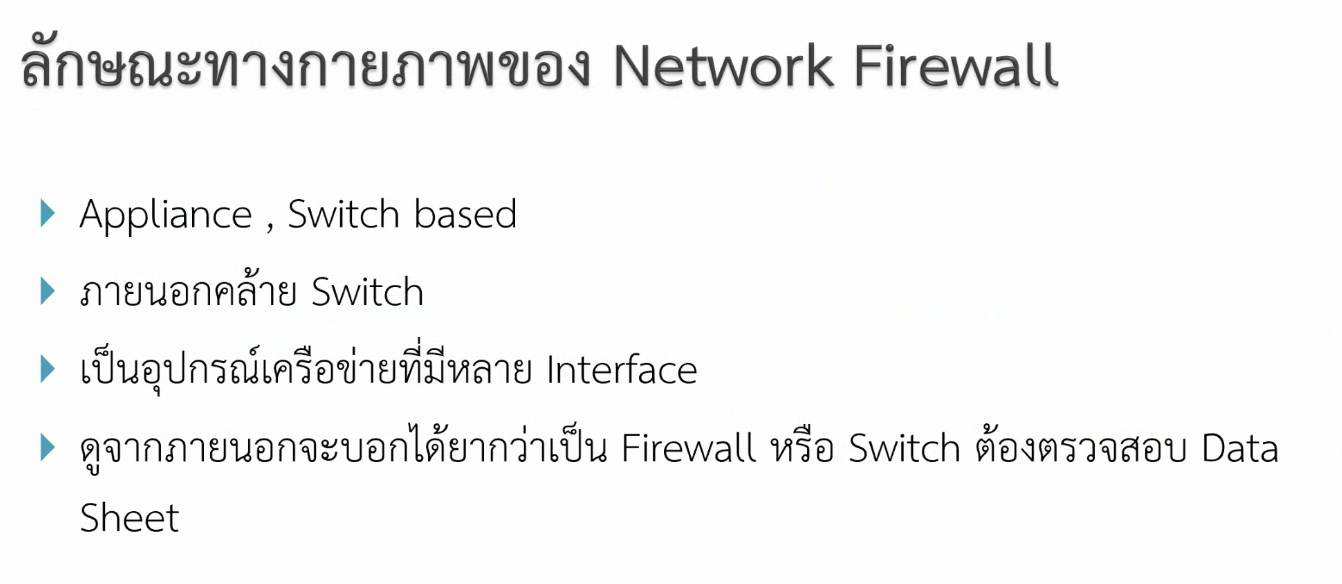 ลักษณะทางกายภาพของ Network Firewall
Appliance , Switch based
ภายนอกคล้าย Switch
เป็นอุปกรณ์เครือข่ายที่มีหลาย Interface
ดูจากภายนอกจะบอกได้ยากว่าเป็น Firewall หรือ Switch ต้องตรวจสอบ Data
Sheet